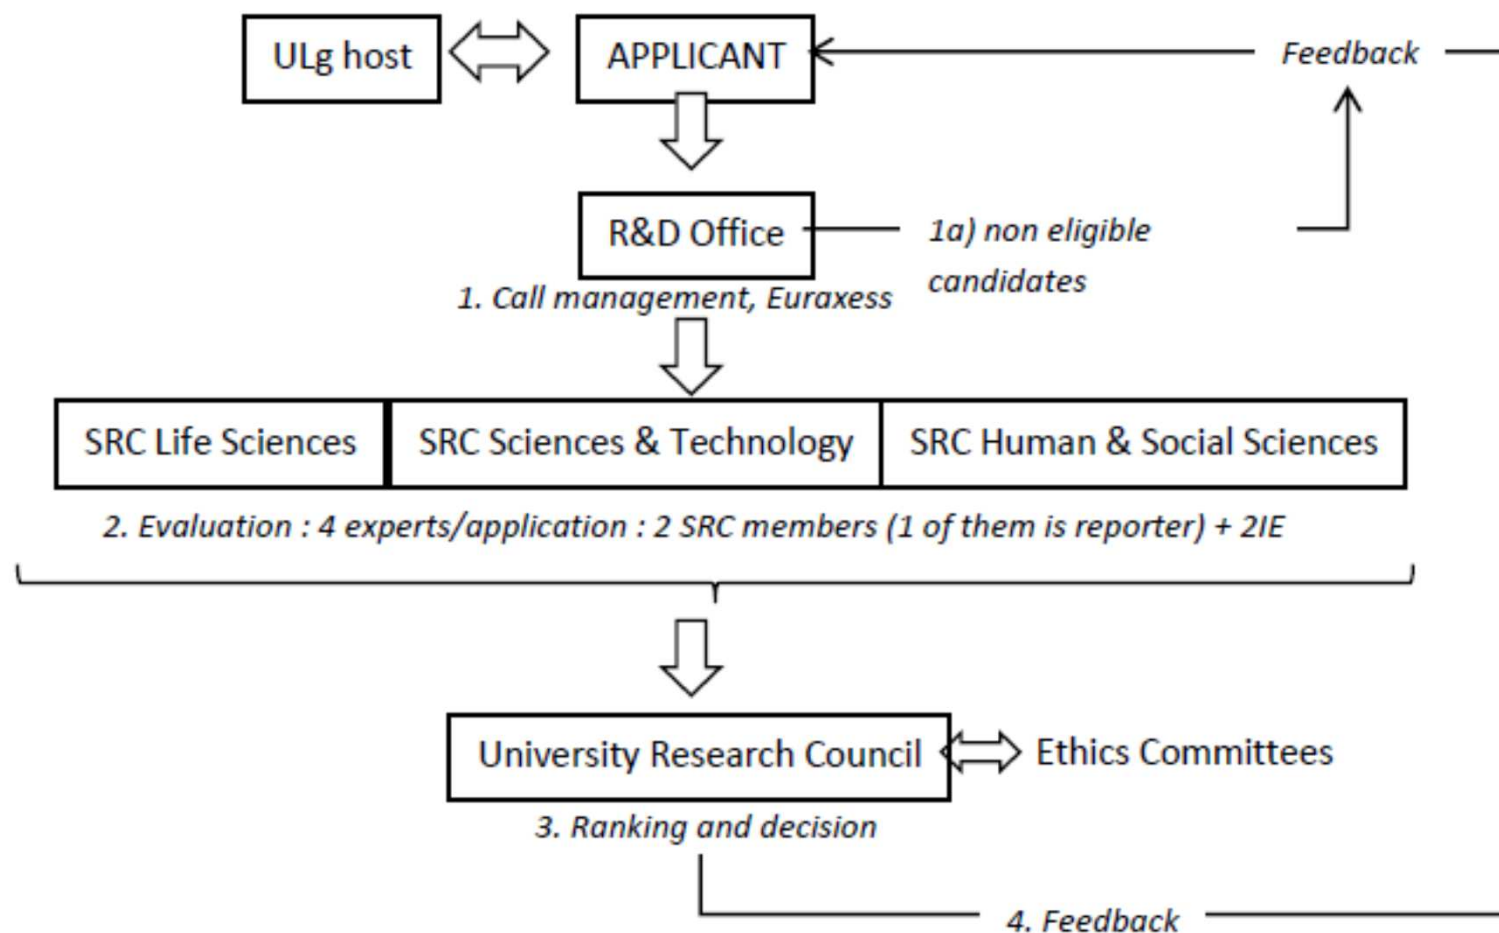 ULg host
APPLICANT
Feedback
R&D Office
1a) non eligible
candidates
1. Call management, Euraxess
SRC Life Sciences
SRC Sciences & Technology
SRC Human & Social Sciences
2. Evaluation : 4 experts/application : 2 SRC members (1 of them is reporter) + 2IE
University Research Council
Ethics Committees
3. Ranking and decision
4. Feedback